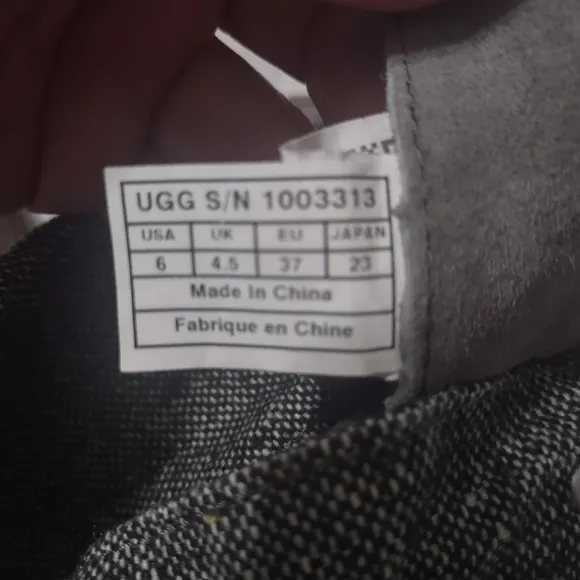 UGG S/N 1003313
USA UK EU JAPAN
6 4.5 37 23
Made In China
Fabrique en Chine